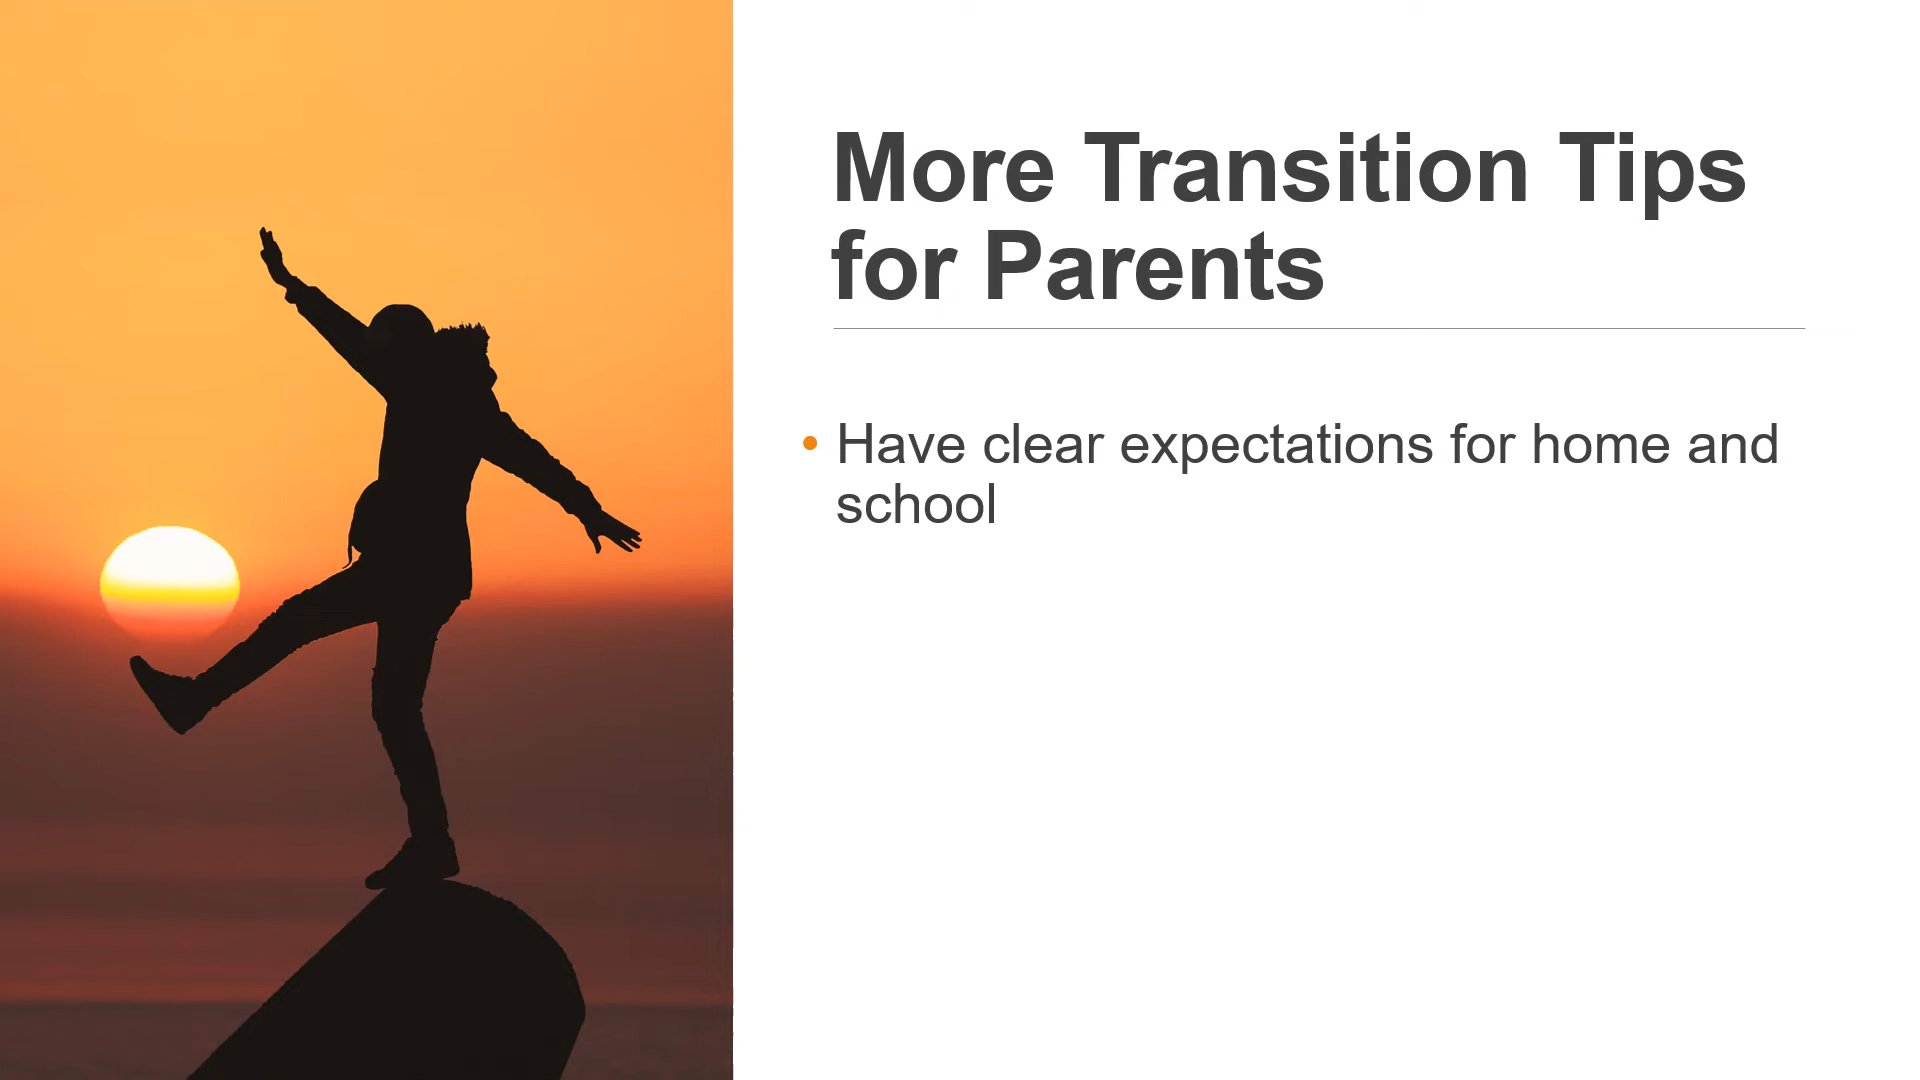 More Transition Tips
for Parents
• Have clear expectations for home and
school